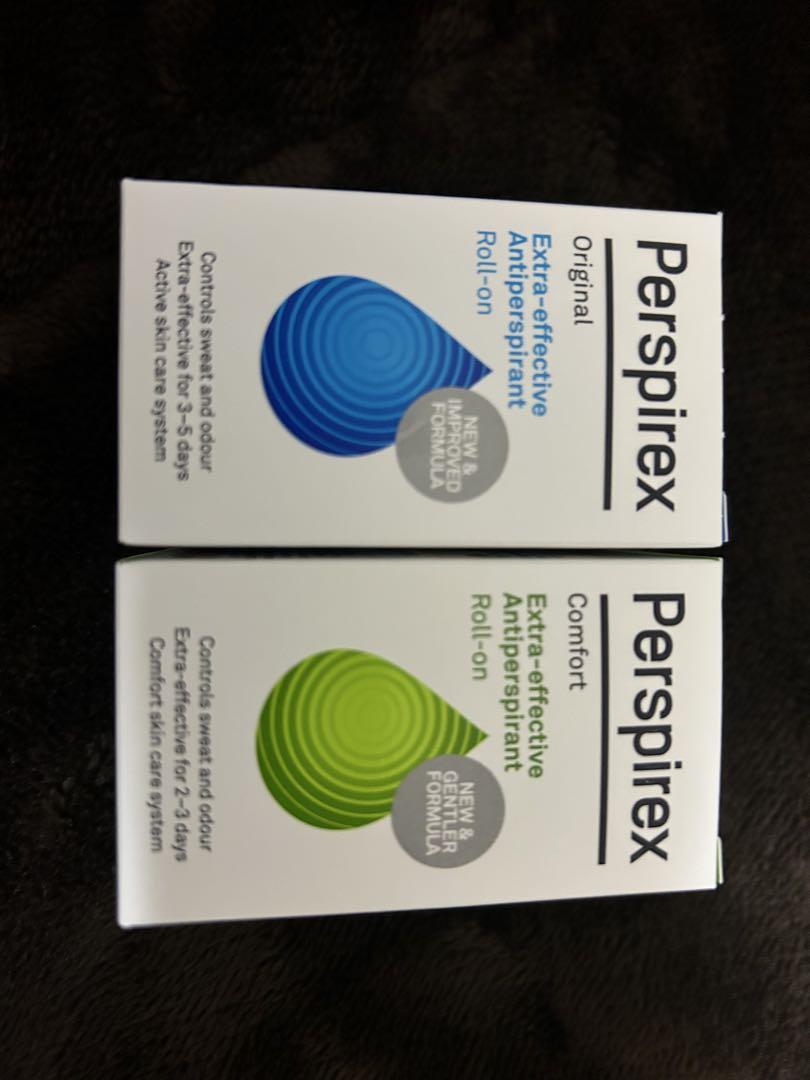 Perspirex
Original
Extra-effective
Antiperspirant
Roll-on
NEW &
IMPROVED
FORMULA
Controls sweat and odour
Extra-effective for 3–5 days
Active skin care system
Perspirex
Comfort
Extra-effective
Antiperspirant
Roll-on
NEW &
GENTLER
FORMULA
Controls sweat and odour
Extra-effective for 2–3 days
Comfort skin care system